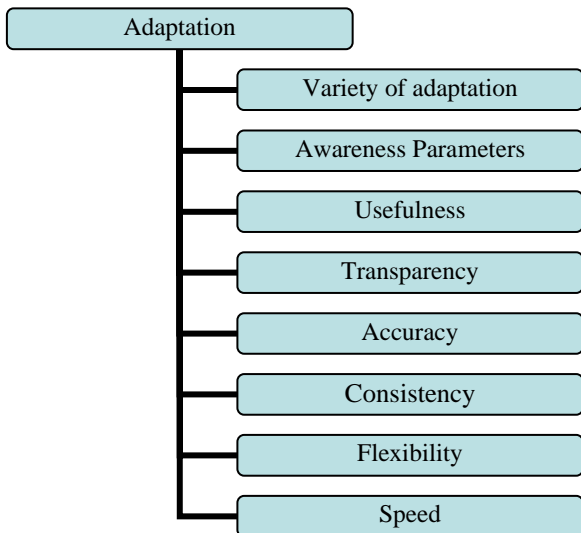 Adaptation
Variety of adaptation
Awareness Parameters
Usefulness
Transparency
Accuracy
Consistency
Flexibility
Speed